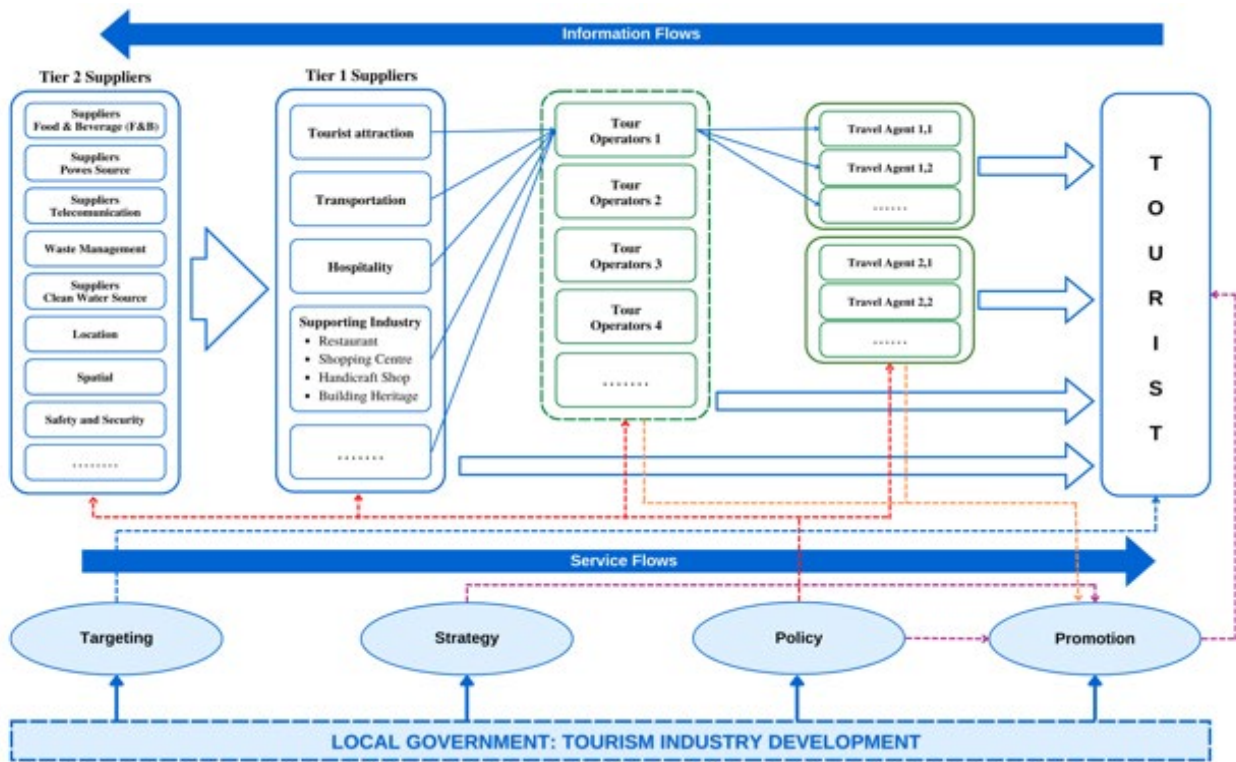 Information Flows
Tier 2 Suppliers
Suppliers
Food & Beverage (F&B)
Suppliers
Powes Source
Suppliers
Telecomunication
Waste Management
Suppliers
Clean Water Source
Location
Spatial
Safety and Security
........
Tier 1 Suppliers
Tourist attraction
Transportation
Hospitality
Supporting Industry
• Restaurant
• Shopping Centre
• Handicraft Shop
• Building Heritage
.......
Tour
Operators 1
Tour
Operators 2
Tour
Operators 3
Tour
Operators 4
.......
Travel Agent 1,1
Travel Agent 1,2
......
Travel Agent 2,1
Travel Agent 2,2
......
T
O
U
R
I
S
T
Service Flows
Targeting
Strategy
Policy
Promotion
LOCAL GOVERNMENT: TOURISM INDUSTRY DEVELOPMENT